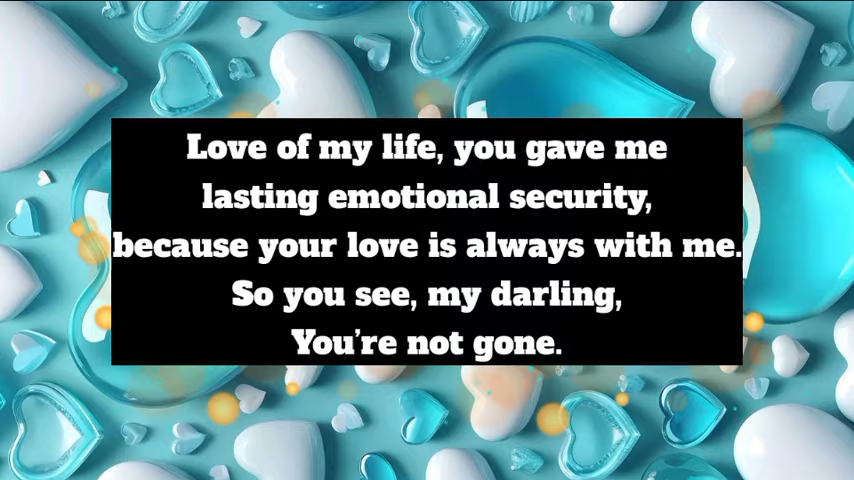 Love of my life, you gave me
lasting emotional security,
because your love is always with me.
So you see, my darling,
You’re not gone.